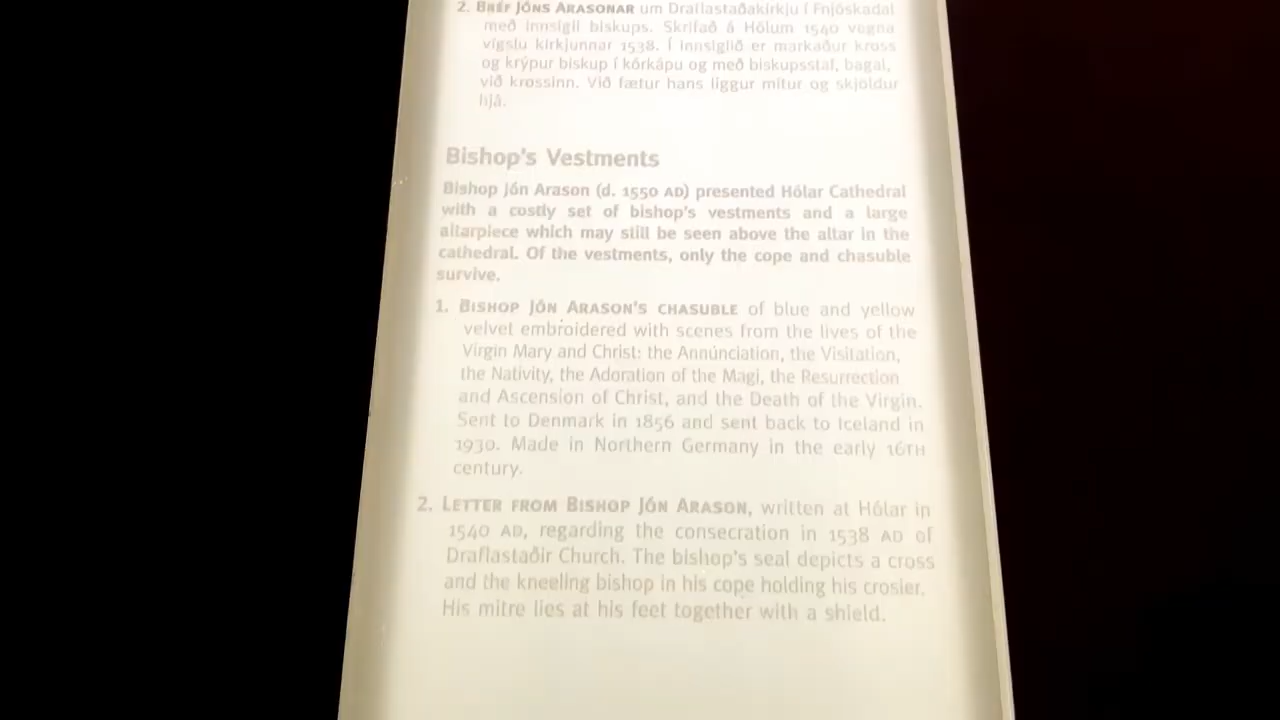 2. Bréf Jóns Arasonar um Draflastaðakirkju í Fnjóskadal
með innsigli biskups. Skrifað á Hólum 1540 vegna
vígslu kirkjunnar 1538. Í innsiglið er markaður kross
og krýpur biskup í kórkápu og með biskupsstaf, bagal,
við krossinn. Við fætur hans liggur mítur og skjöldur
hjá.
Bishop's Vestments
Bishop Jón Arason (d. 1550 AD) presented Hólar Cathedral
with a costly set of bishop's vestments and a large
altarpiece which may still be seen above the altar in the
cathedral. Of the vestments, only the cope and chasuble
survive.
1. Bishop Jón Arason's chasuble of blue and yellow
velvet embroidered with scenes from the lives of the
Virgin Mary and Christ: the Annunciation, the Visitation,
the Nativity, the Adoration of the Magi, the Resurrection
and Ascension of Christ, and the Death of the Virgin.
Sent to Denmark in 1856 and sent back to Iceland in
1930. Made in Northern Germany in the early 16TH
century.
2. Letter from Bishop Jón Arason, written at Hólar in
1540 AD, regarding the consecration in 1538 AD of
Draflastaðir Church. The bishop's seal depicts a cross
and the kneeling bishop in his cope holding his crosier.
His mitre lies at his feet together with a shield.